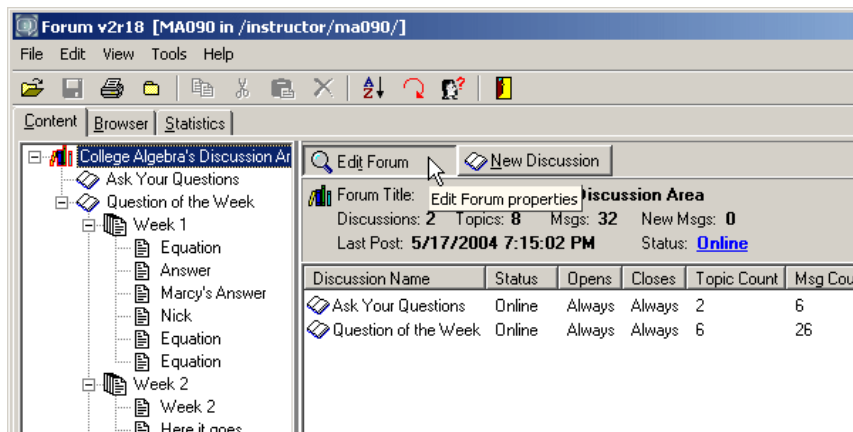 Forum v2r18 [MA090 in /instructor/ma090/]
File Edit View Tools Help
Content Browser Statistics
College Algebra's Discussion Ar
Ask Your Questions
Question of the Week
Week 1
Equation
Answer
Marcy's Answer
Nick
Equation
Equation
Week 2
Week 2
Here it goes
Edit Forum New Discussion
Forum Title: Discussion Area
Edit Forum properties
Discussions: 2 Topics: 8 Msgs: 32 New Msgs: 0
Last Post: 5/17/2004 7:15:02 PM Status: Online
Discussion Name Status Opens Closes Topic Count Msg Cou
Ask Your Questions Online Always Always 2 6
Question of the Week Online Always Always 6 26